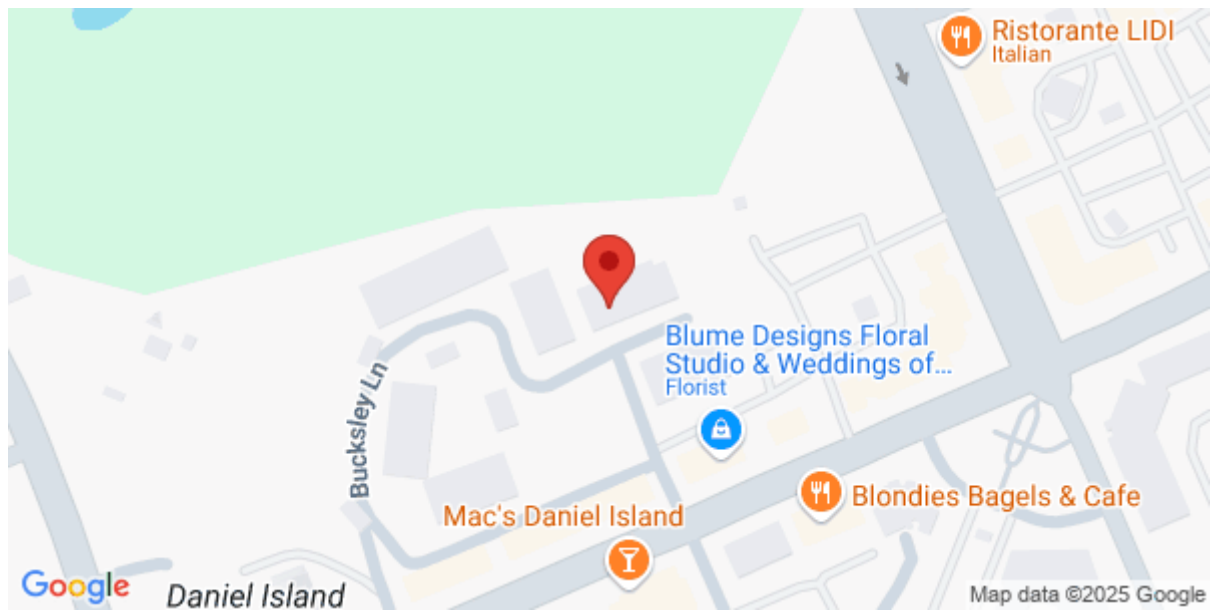 Ristorante LIDI
Italian
Blume Designs Floral
Studio & Weddings of...
Florist
Bucksley Ln
Blondies Bagels & Cafe
Mac's Daniel Island
Google
Daniel Island
Map data ©2025 Google